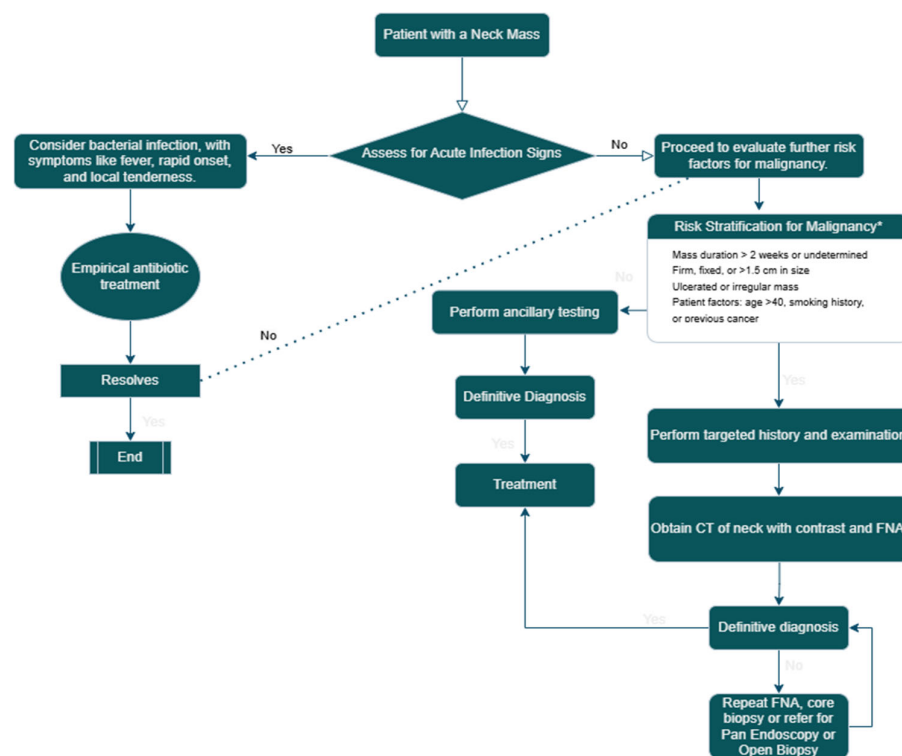 Patient with a Neck Mass
Assess for Acute Infection Signs
Yes
No
Consider bacterial infection, with
symptoms like fever, rapid onset,
and local tenderness.
Proceed to evaluate further risk
factors for malignancy.
Empirical antibiotic
treatment
Risk Stratification for Malignancy*
Mass duration > 2 weeks or undetermined
Firm, fixed, or >1.5 cm in size
Ulcerated or irregular mass
Patient factors: age >40, smoking history,
or previous cancer
No
Perform ancillary testing
No
Resolves
Yes
End
Definitive Diagnosis
Yes
Treatment
Yes
Perform targeted history and examination
Obtain CT of neck with contrast and FNA
Yes
Definitive diagnosis
No
Repeat FNA, core
biopsy or refer for
Pan Endoscopy or
Open Biopsy